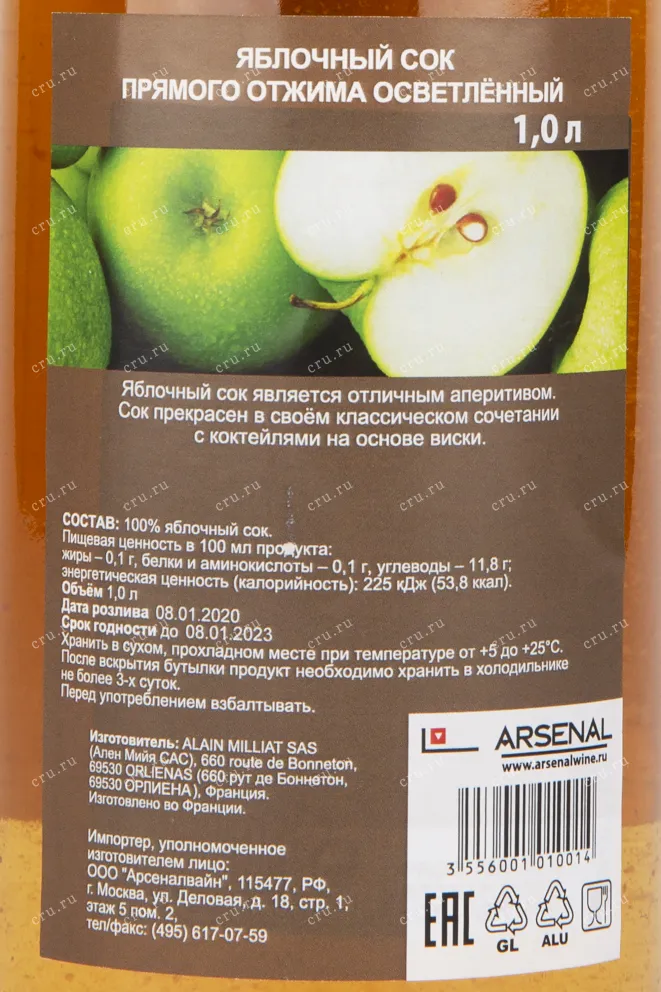 ЯБЛОЧНЫЙ СОК
ПРЯМОГО ОТЖИМА ОСВЕТЛЁННЫЙ
1,0 л
Яблочный сок является отличным аперитивом.
Сок прекрасен в своём классическом сочетании
с коктейлями на основе виски.
СОСТАВ: 100% яблочный сок.
Пищевая ценность в 100 мл продукта:
жиры – 0,1 г, белки и аминокислоты – 0,1 г, углеводы – 11,8 г;
энергетическая ценность (калорийность): 225 кДж (53,8 ккал).
Объём 1,0 л
Дата розлива 08.01.2020
Срок годности до 08.01.2023
Хранить в сухом, прохладном месте при температуре от +5 до +25°С.
После вскрытия бутылки продукт необходимо хранить в холодильнике
не более 3-х суток.
Перед употреблением взбалтывать.
Изготовитель: ALAIN MILLIAT SAS
(Ален Мийя САС), 660 route de Bonneton,
69530 ORLIENAS (660 рут де Боннетон,
69530 ОРЛИЕНА), Франция.
Изготовлено во Франции.
Импортер, уполномоченное
изготовителем лицо:
ООО "Арсеналвайн", 115477, РФ,
г. Москва, ул. Деловая, д. 18, стр. 1,
этаж 5 пом. 2,
тел/факс: (495) 617-07-59
ARSENAL
www.arsenalwine.ru
3 556001 010014
EAC
GL
ALU
cru.ru